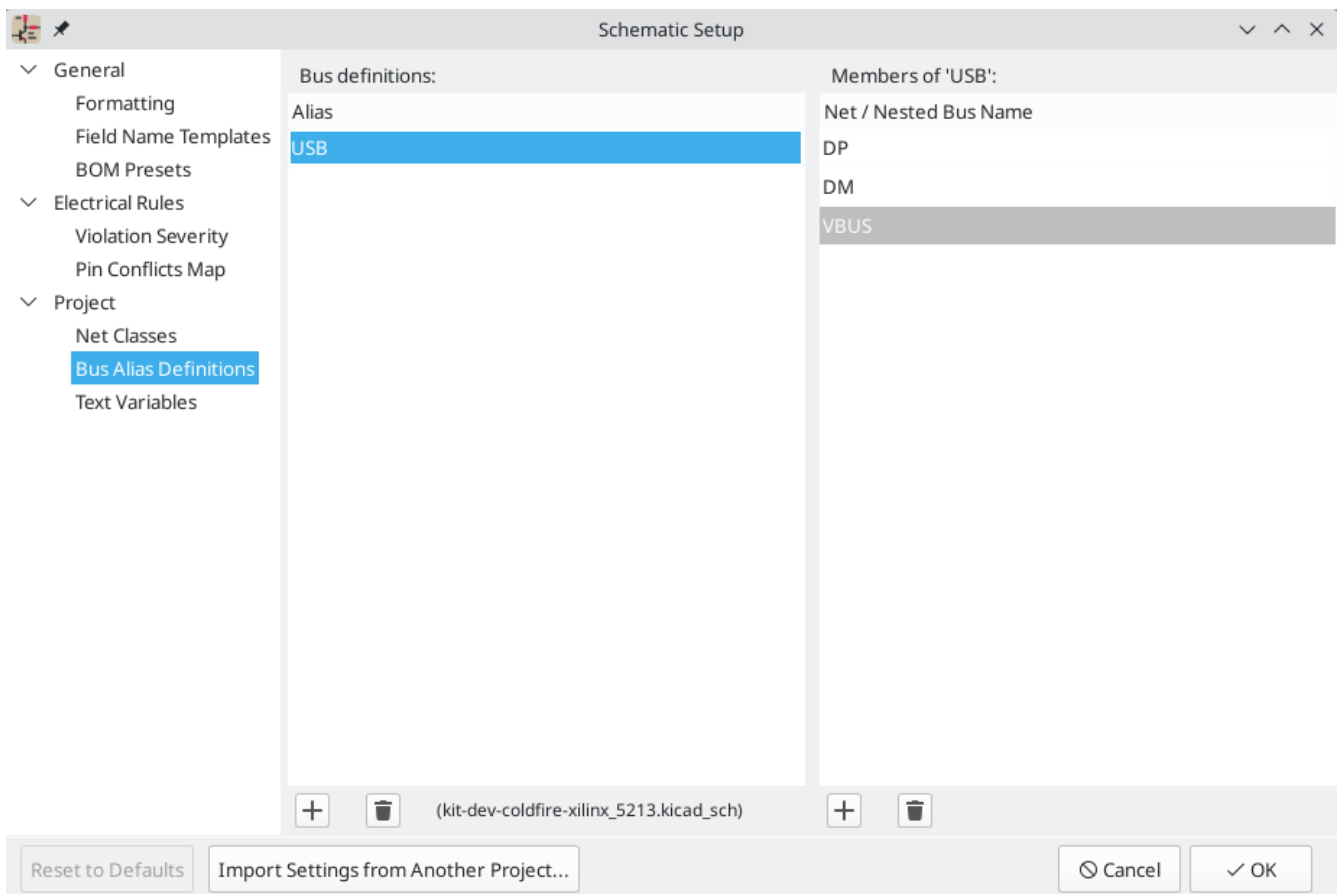 Schematic Setup
General
Formatting
Field Name Templates
BOM Presets
Electrical Rules
Violation Severity
Pin Conflicts Map
Project
Net Classes
Bus Alias Definitions
Text Variables
Bus definitions:
Alias
USB
(kit-dev-coldfire-xilinx_5213.kicad_sch)
Members of 'USB':
Net / Nested Bus Name
DP
DM
VBUS
Reset to Defaults
Import Settings from Another Project...
Cancel
OK